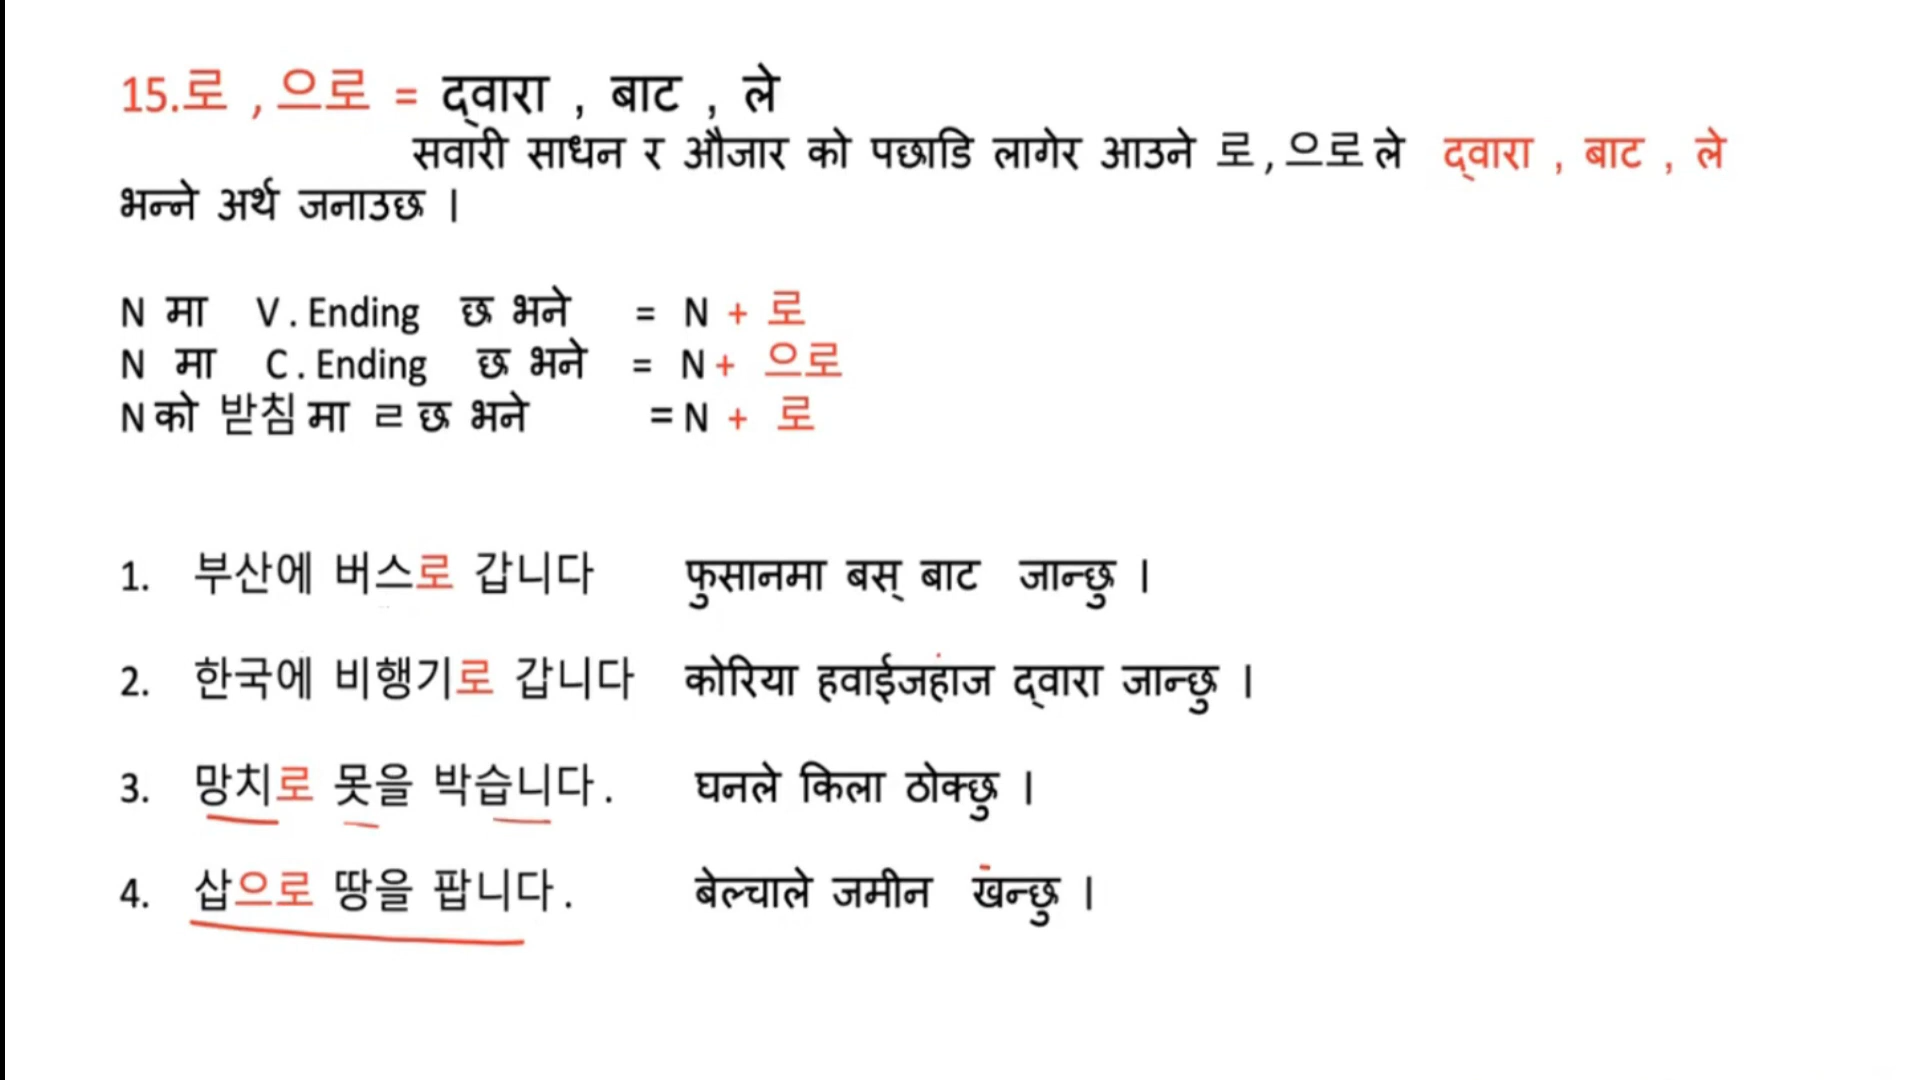 15.로 , 으로 = द्वारा , बाट , ले
सवारी साधन र औजार को पछाडि लागेर आउने 로 , 으로 ले द्वारा , बाट , ले
भन्ने अर्थ जनाउछ ।
N मा V . Ending छ भने = N + 로
N मा C . Ending छ भने = N + 으로
N को 받침 मा ㄹ छ भने = N + 로
1. 부산에 버스로 갑니다 फुसानमा बस् बाट जान्छु ।
2. 한국에 비행기로 갑니다 कोरिया हवाईजहाज द्वारा जान्छु ।
3. 망치로 못을 박습니다 . घनले किला ठोक्छु ।
4. 삽으로 땅을 팝니다 . बेल्चाले जमीन खन्छु ।